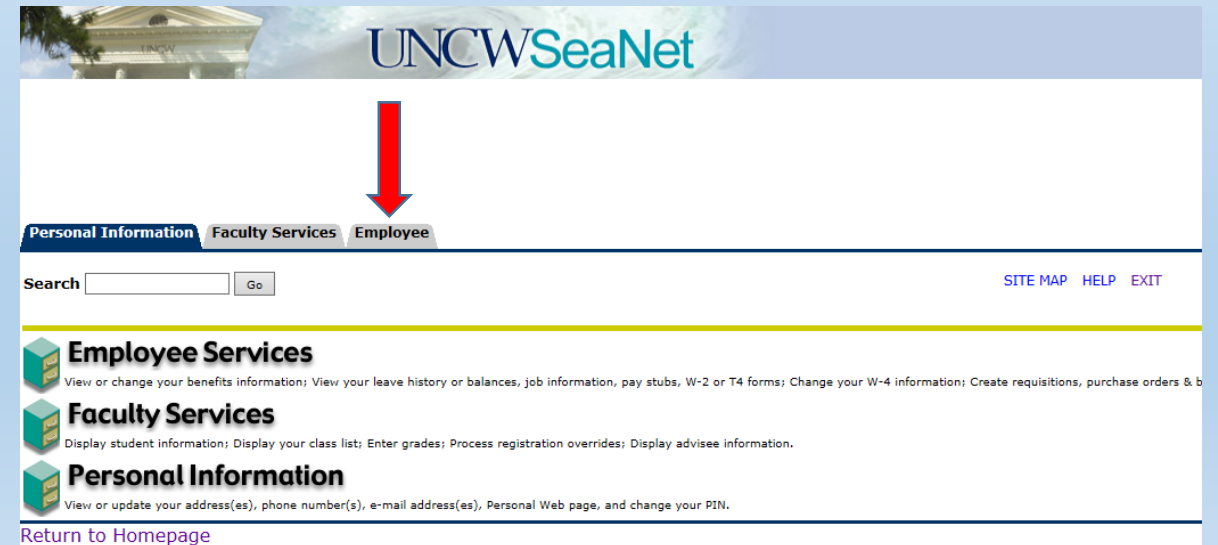 UNCW
UNCWSeaNet
Personal Information Faculty Services Employee
Search Go SITE MAP HELP EXIT
Employee Services
View or change your benefits information; View your leave history or balances, job information, pay stubs, W-2 or T4 forms; Change your W-4 information; Create requisitions, purchase orders & b
Faculty Services
Display student information; Display your class list; Enter grades; Process registration overrides; Display advisee information.
Personal Information
View or update your address(es), phone number(s), e-mail address(es), Personal Web page, and change your PIN.
Return to Homepage